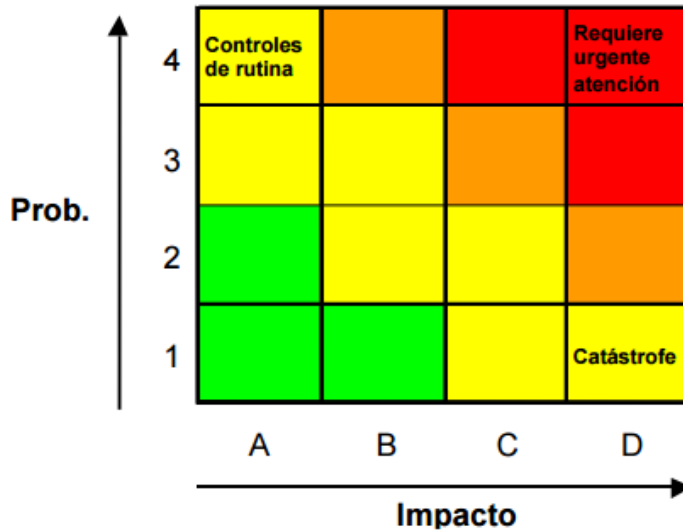 4
Controles
de rutina
Requiere
urgente
atención
3
Prob.
2
1
Catástrofe
A B C D
Impacto